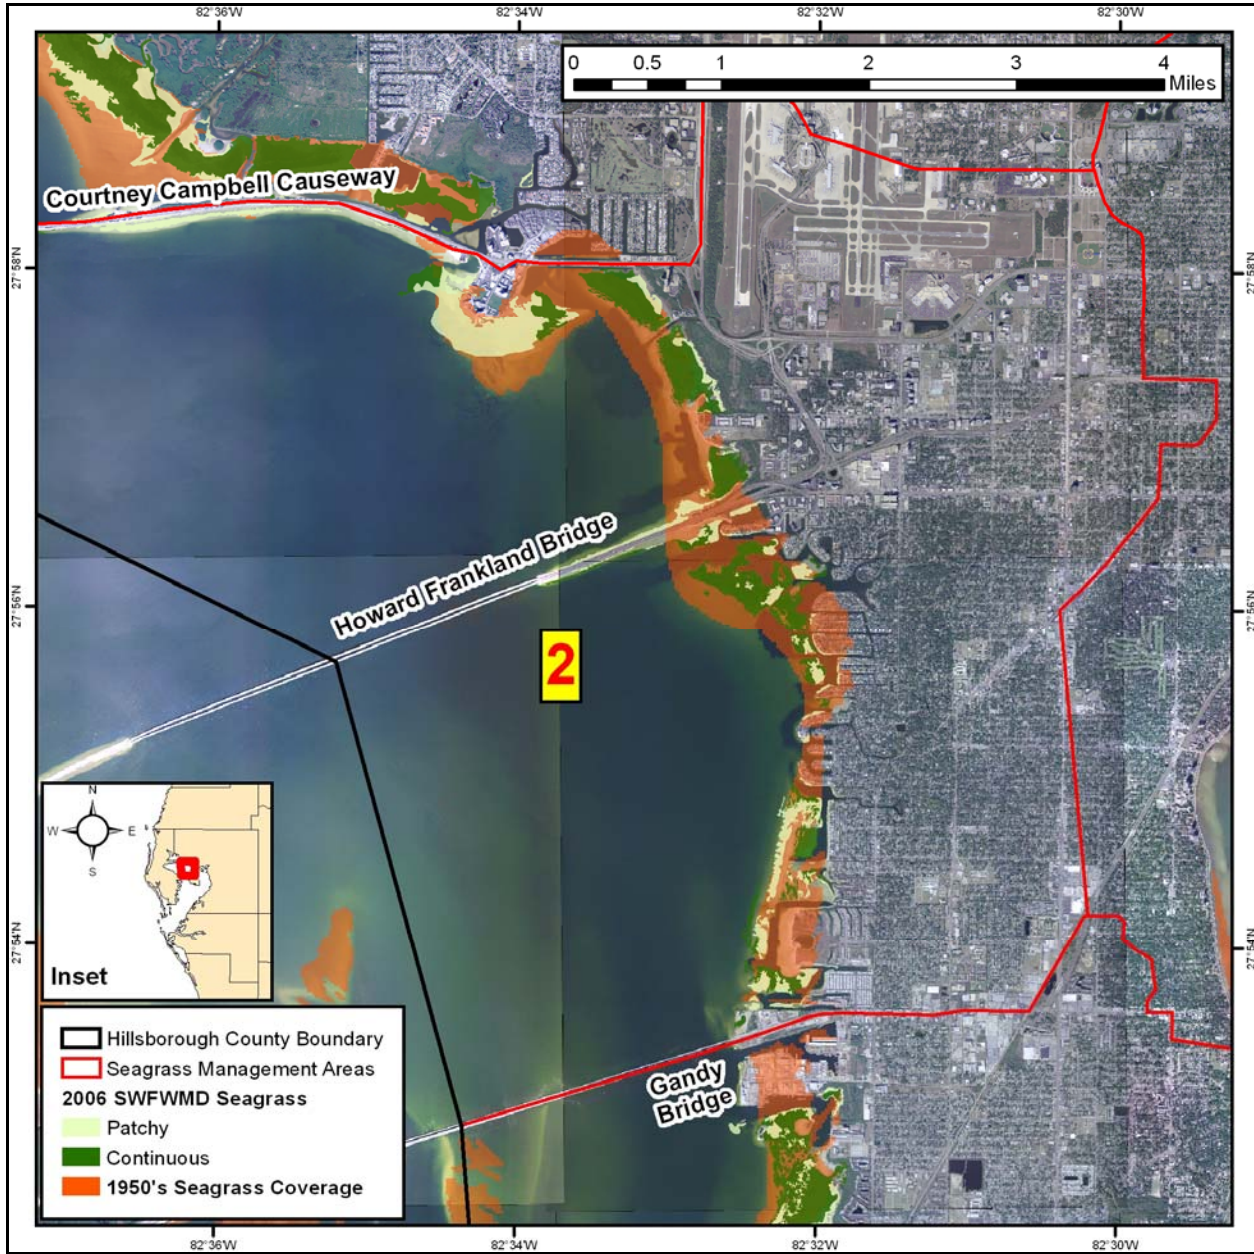 82°36'W 82°34'W 82°32'W 82°30'W
0 0.5 1 2 3 4
Miles
Courtney Campbell Causeway
27°58'N 27°58'N
Howard Frankland Bridge
27°56'N 27°56'N
2
N
W E
S
Inset
27°54'N 27°54'N
Hillsborough County Boundary
Seagrass Management Areas
2006 SWFWMD Seagrass
Patchy
Continuous
1950's Seagrass Coverage
Gandy
Bridge
82°36'W 82°34'W 82°32'W 82°30'W